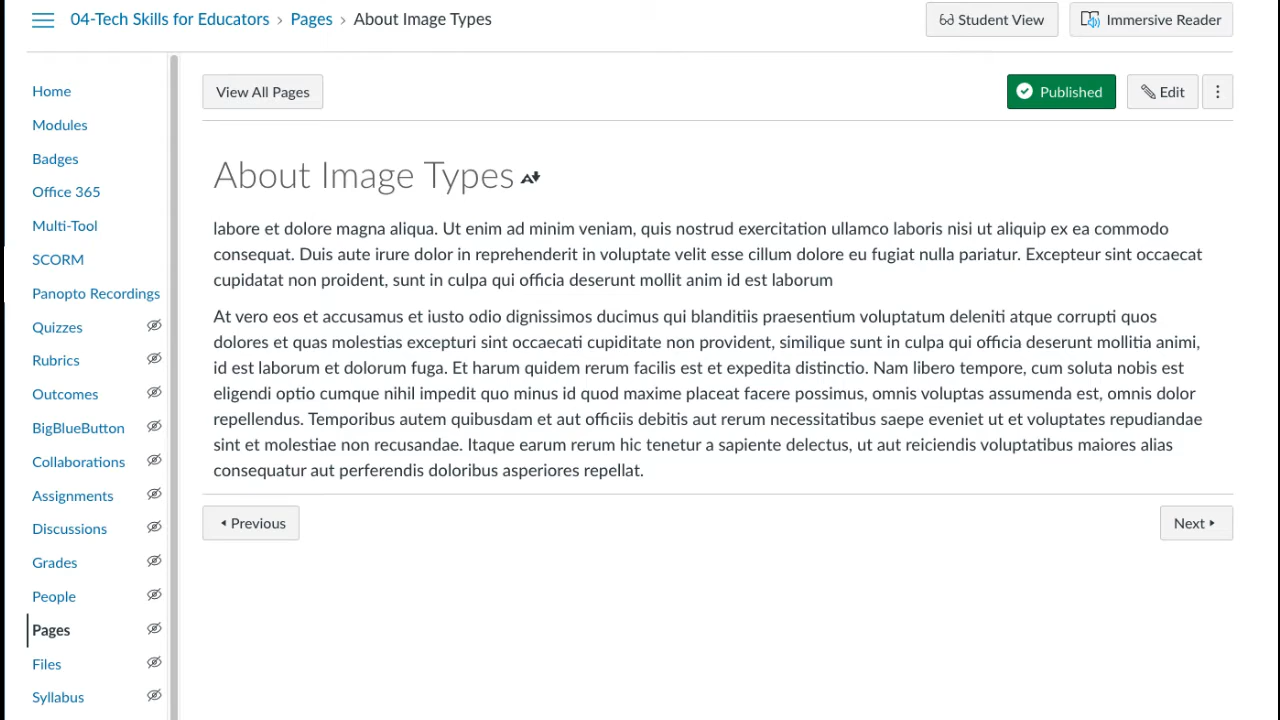 04-Tech Skills for Educators › Pages › About Image Types
Student View
Immersive Reader
Home
Modules
Badges
Office 365
Multi-Tool
SCORM
Panopto Recordings
Quizzes
Rubrics
Outcomes
BigBlueButton
Collaborations
Assignments
Discussions
Grades
People
Pages
Files
Syllabus
View All Pages
Published
Edit
About Image Types
labore et dolore magna aliqua. Ut enim ad minim veniam, quis nostrud exercitation ullamco laboris nisi ut aliquip ex ea commodo
consequat. Duis aute irure dolor in reprehenderit in voluptate velit esse cillum dolore eu fugiat nulla pariatur. Excepteur sint occaecat
cupidatat non proident, sunt in culpa qui officia deserunt mollit anim id est laborum
At vero eos et accusamus et iusto odio dignissimos ducimus qui blanditiis praesentium voluptatum deleniti atque corrupti quos
dolores et quas molestias excepturi sint occaecati cupiditate non provident, similique sunt in culpa qui officia deserunt mollitia animi,
id est laborum et dolorum fuga. Et harum quidem rerum facilis est et expedita distinctio. Nam libero tempore, cum soluta nobis est
eligendi optio cumque nihil impedit quo minus id quod maxime placeat facere possimus, omnis voluptas assumenda est, omnis dolor
repellendus. Temporibus autem quibusdam et aut officiis debitis aut rerum necessitatibus saepe eveniet ut et voluptates repudiandae
sint et molestiae non recusandae. Itaque earum rerum hic tenetur a sapiente delectus, ut aut reiciendis voluptatibus maiores alias
consequatur aut perferendis doloribus asperiores repellat.
Previous
Next